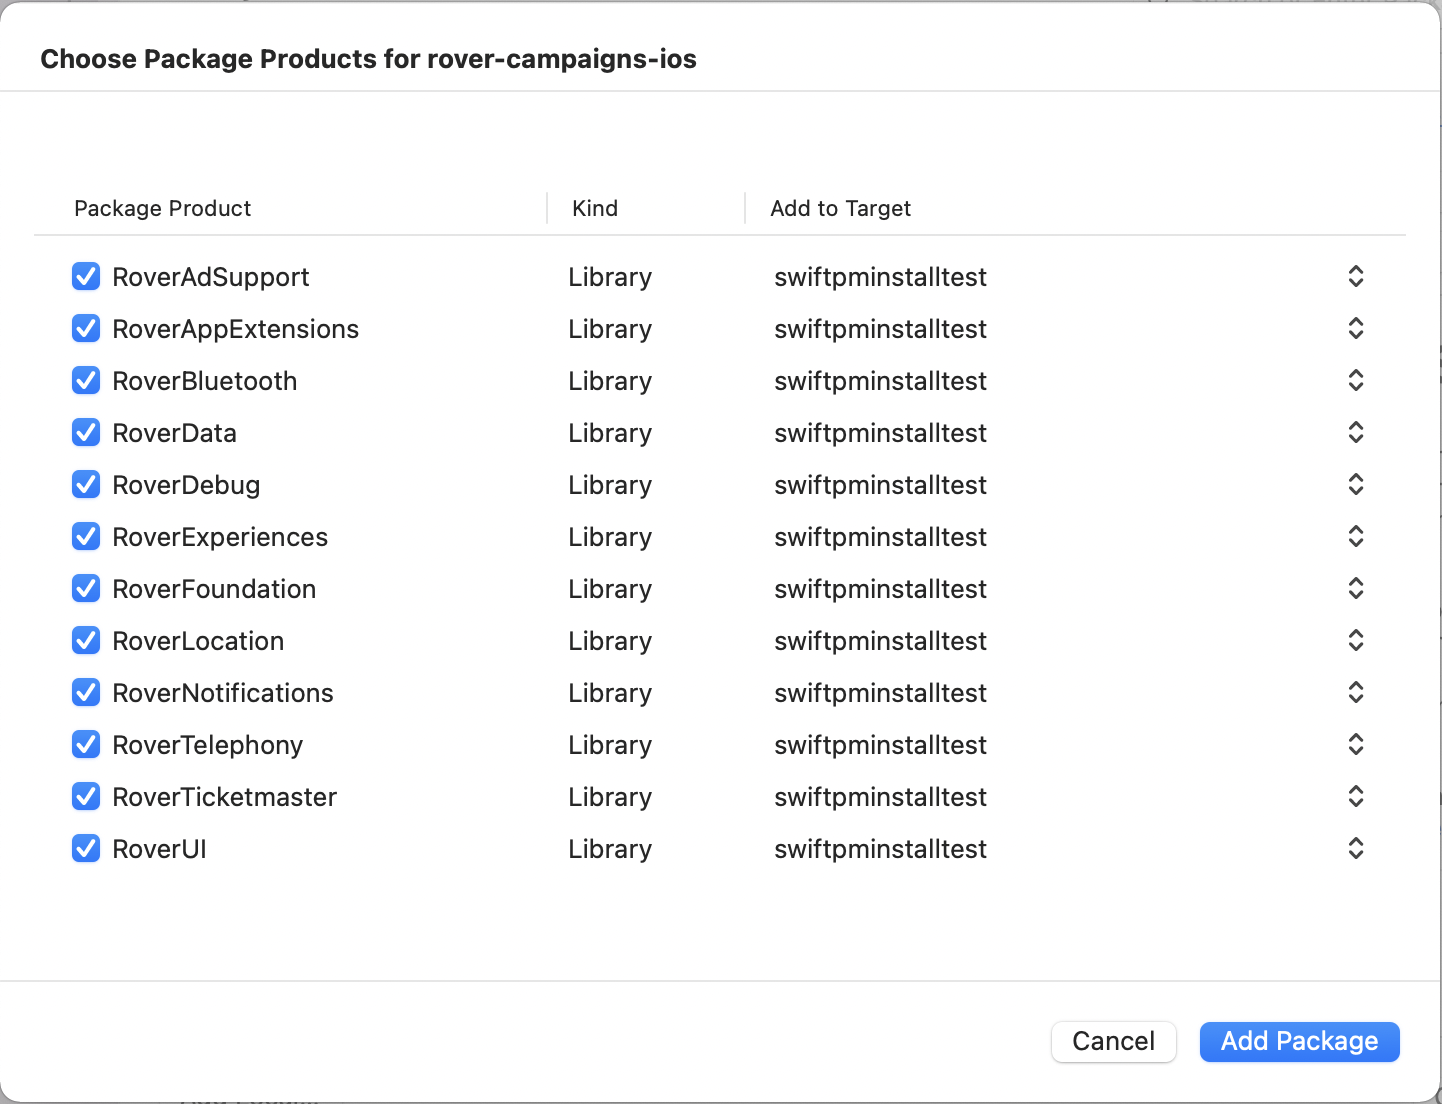 Choose Package Products for rover-campaigns-ios
Package Product Kind Add to Target
RoverAdSupport Library swiftpminstalltest
RoverAppExtensions Library swiftpminstalltest
RoverBluetooth Library swiftpminstalltest
RoverData Library swiftpminstalltest
RoverDebug Library swiftpminstalltest
RoverExperiences Library swiftpminstalltest
RoverFoundation Library swiftpminstalltest
RoverLocation Library swiftpminstalltest
RoverNotifications Library swiftpminstalltest
RoverTelephony Library swiftpminstalltest
RoverTicketmaster Library swiftpminstalltest
RoverUI Library swiftpminstalltest
Cancel Add Package